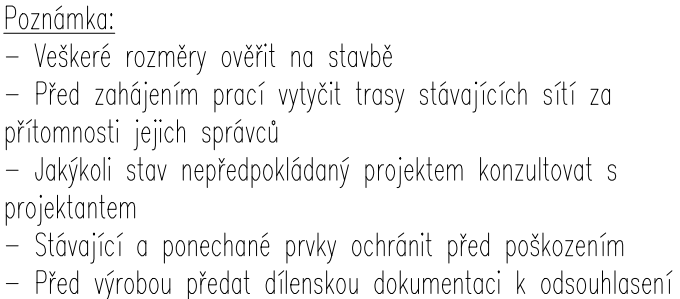 Poznámka:
– Veškeré rozměry ověřit na stavbě
– Před zahájením prací vytyčit trasy stávajících sítí za
přítomnosti jejich správců
– Jakýkoli stav nepředpokládaný projektem konzultovat s
projektantem
– Stávající a ponechané prvky ochránit před poškozením
– Před výrobou předat dílenskou dokumentaci k odsouhlasení